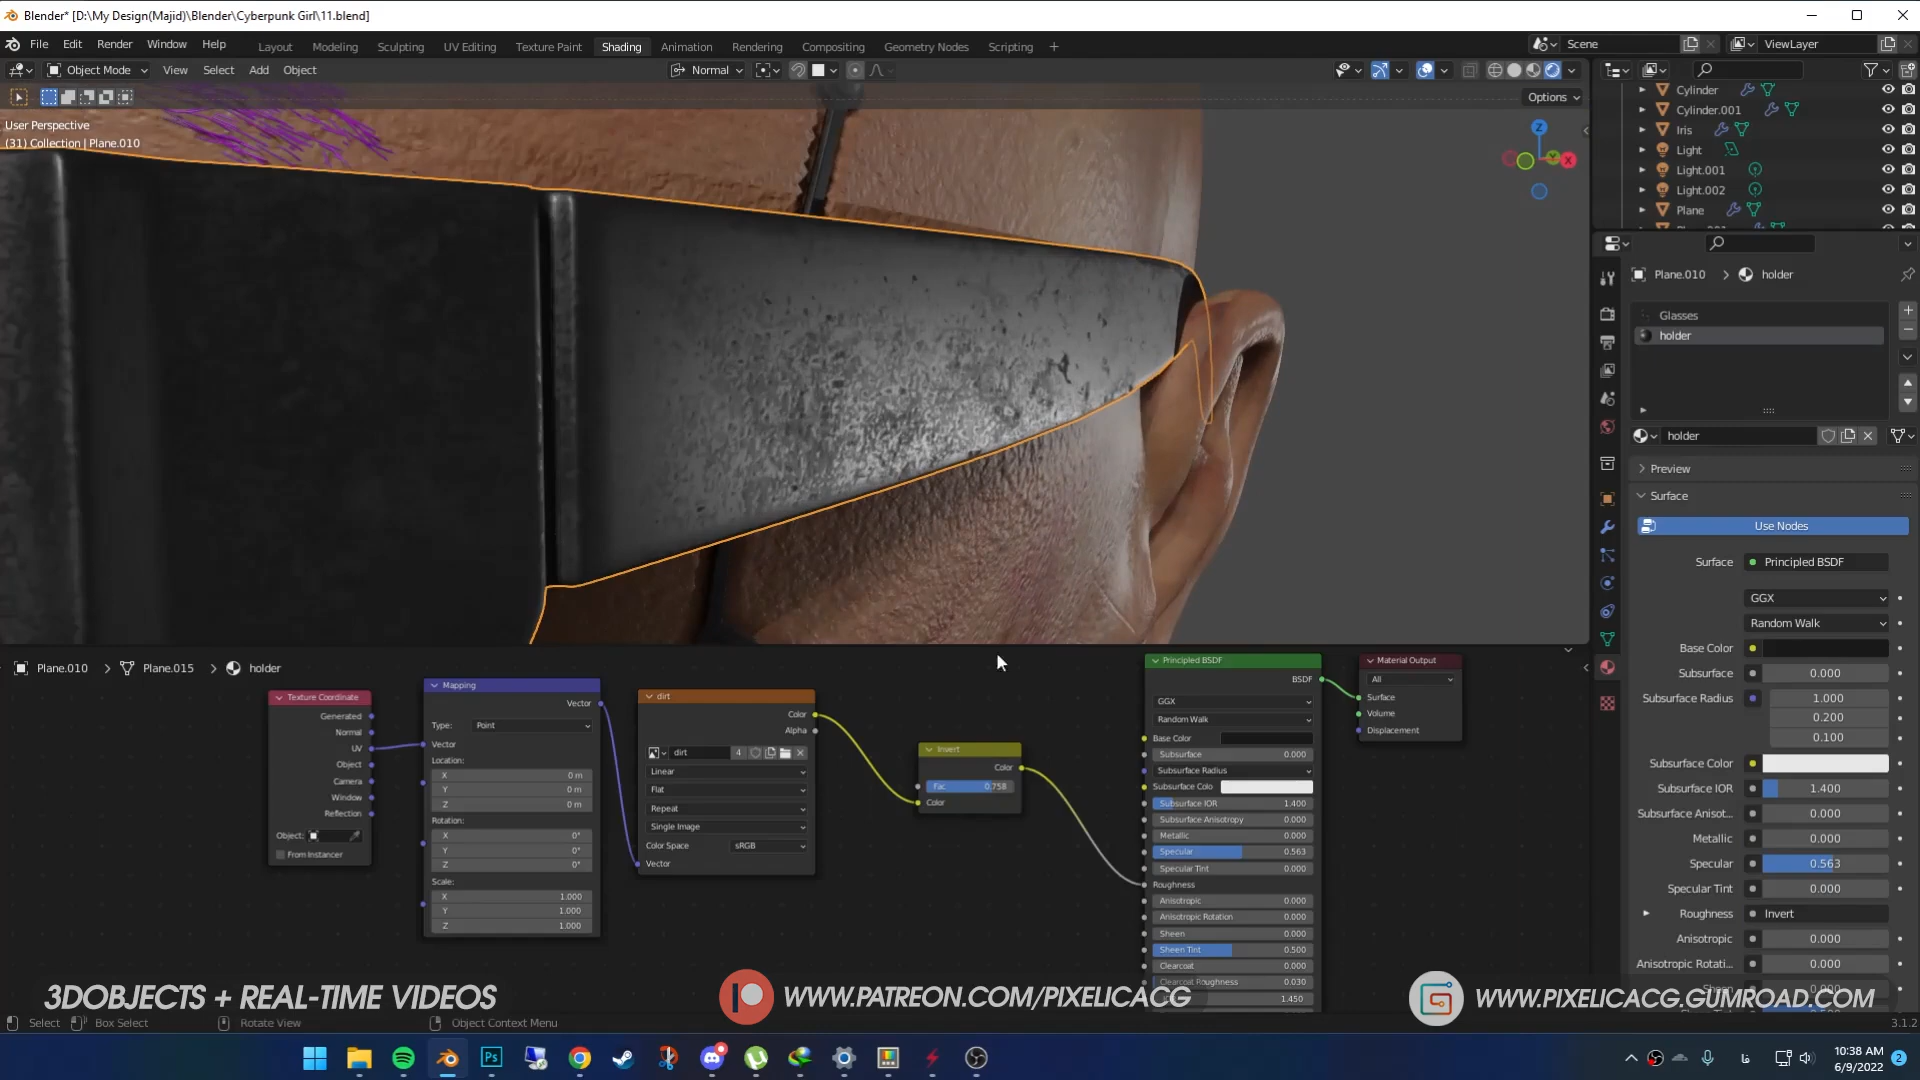 Blender* [D:\My Design(Majid)\Blender\Cyberpunk Girl\11.blend]
File Edit Render Window Help
Layout Modeling Sculpting UV Editing Texture Paint Shading Animation Rendering Compositing Geometry Nodes Scripting +
Scene ViewLayer
Object Mode View Select Add Object
Normal
Options
User Perspective
(31) Collection | Plane.010
Z
X
Cylinder
Cylinder.001
Iris
Light
Light.001
Light.002
Plane
Plane.010 > holder
Glasses
holder
holder
Preview
Surface
Use Nodes
Surface Principled BSDF
GGX
Random Walk
Base Color
Subsurface 0.000
Subsurface Radius 1.000
0.200
0.100
Subsurface Color
Subsurface IOR 1.400
Subsurface Anisot... 0.000
Metallic 0.000
Specular 0.563
Specular Tint 0.000
Roughness Invert
Anisotropic 0.000
Anisotropic Rotati... 0.000
Plane.010 > Plane.015 > holder
Texture Coordinate
Generated
Normal
UV
Object
Camera
Window
Reflection
Object:
From Instancer
Mapping
Vector
Type: Point
Vector
Location:
X 0 m
Y 0 m
Z 0 m
Rotation:
X 0°
Y 0°
Z 0°
Scale:
X 1.000
Y 1.000
Z 1.000
dirt
Color
Alpha
dirt 4
Linear
Flat
Repeat
Single Image
Color Space sRGB
Vector
Invert
Color
Fac 0.758
Color
Principled BSDF
BSDF
GGX
Random Walk
Base Color
Subsurface 0.000
Subsurface Radius
Subsurface Colo
Subsurface IOR 1.400
Subsurface Anisotropy 0.000
Metallic 0.000
Specular 0.563
Specular Tint 0.000
Roughness
Anisotropic 0.000
Anisotropic Rotation 0.000
Sheen 0.000
Sheen Tint 0.500
Clearcoat 0.000
Clearcoat Roughness 0.030
1.450
Material Output
All
Surface
Volume
Displacement
3DOBJECTS + REAL-TIME VIDEOS
WWW.PATREON.COM/PIXELICACG
WWW.PIXELICACG.GUMROAD.COM
Select Box Select Rotate View Object Context Menu
3.1.2
Ps
10:38 AM
6/9/2022
2